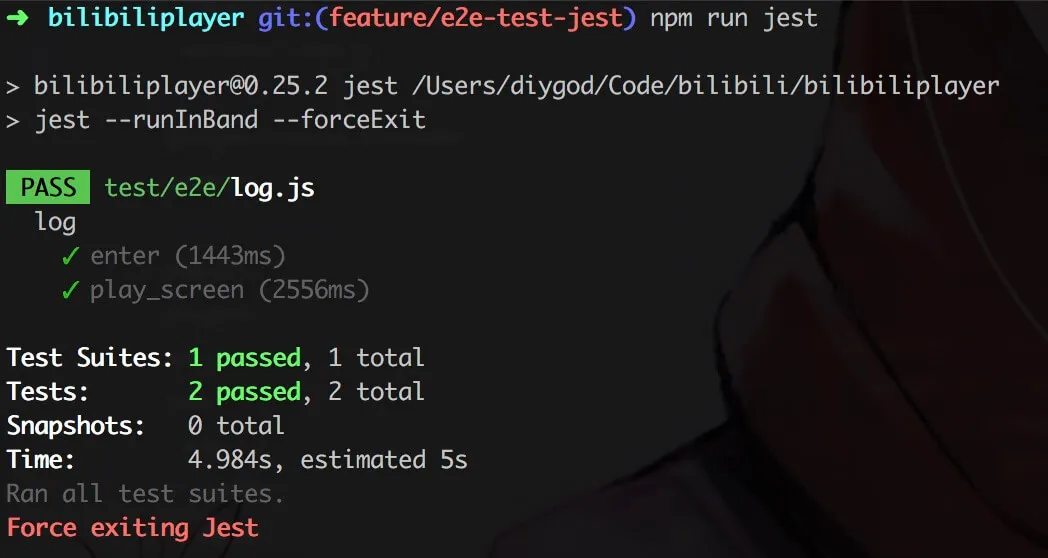 ➜ bilibiliplayer git:(feature/e2e-test-jest) npm run jest
> bilibiliplayer@0.25.2 jest /Users/diygod/Code/bilibili/bilibiliplayer
> jest --runInBand --forceExit
PASS test/e2e/log.js
log
✓ enter (1443ms)
✓ play_screen (2556ms)
Test Suites: 1 passed, 1 total
Tests: 2 passed, 2 total
Snapshots: 0 total
Time: 4.984s, estimated 5s
Ran all test suites.
Force exiting Jest